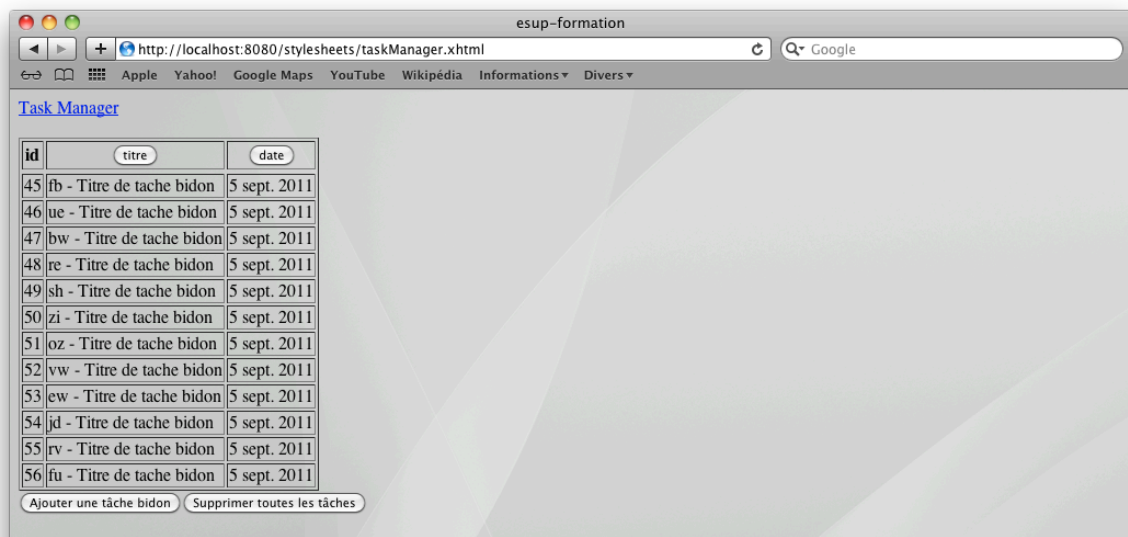 esup-formation
http://localhost:8080/stylesheets/taskManager.xhtml Google
Apple Yahoo! Google Maps YouTube Wikipédia Informations Divers
Task Manager
id titre date
45 fb - Titre de tache bidon 5 sept. 2011
46 ue - Titre de tache bidon 5 sept. 2011
47 bw - Titre de tache bidon 5 sept. 2011
48 re - Titre de tache bidon 5 sept. 2011
49 sh - Titre de tache bidon 5 sept. 2011
50 zi - Titre de tache bidon 5 sept. 2011
51 oz - Titre de tache bidon 5 sept. 2011
52 vw - Titre de tache bidon 5 sept. 2011
53 ew - Titre de tache bidon 5 sept. 2011
54 jd - Titre de tache bidon 5 sept. 2011
55 rv - Titre de tache bidon 5 sept. 2011
56 fu - Titre de tache bidon 5 sept. 2011
Ajouter une tâche bidon Supprimer toutes les tâches